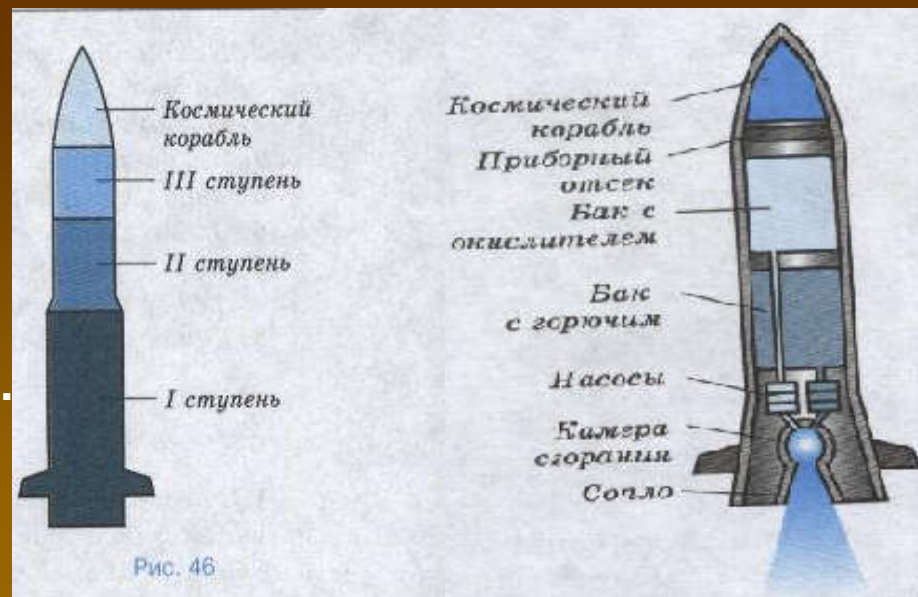 Космический
корабль
III ступень
II ступень
I ступень
Рис. 46
Космический
корабль
Приборный
отсек
Бак с
окислителем
Бак
с горючим
Насосы
Камера
сгорания
Сопло